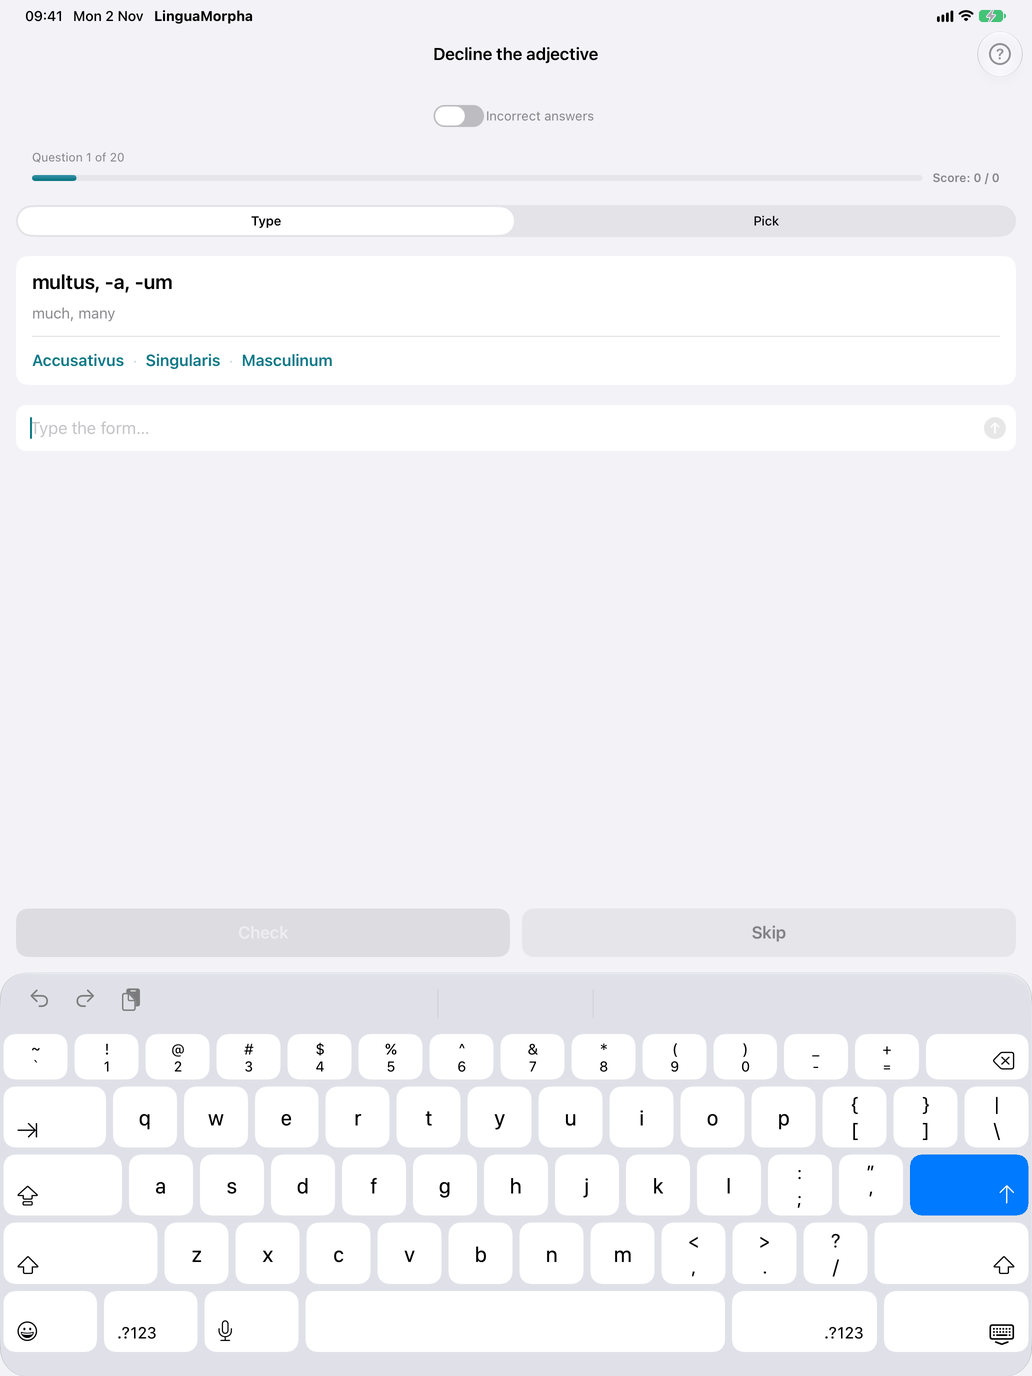 09:41 Mon 2 Nov LinguaMorpha
Decline the adjective
?
Incorrect answers
Question 1 of 20
Score: 0 / 0
Type Pick
multus, -a, -um
much, many
Accusativus · Singularis · Masculinum
Type the form...
Check Skip
~ ! @ # $ % ^ & * ( ) _ +
` 1 2 3 4 5 6 7 8 9 0 - =
q w e r t y u i o p { } |
[ ] \
a s d f g h j k l : "
; '
z x c v b n m < > ?
, . /
.?123 .?123